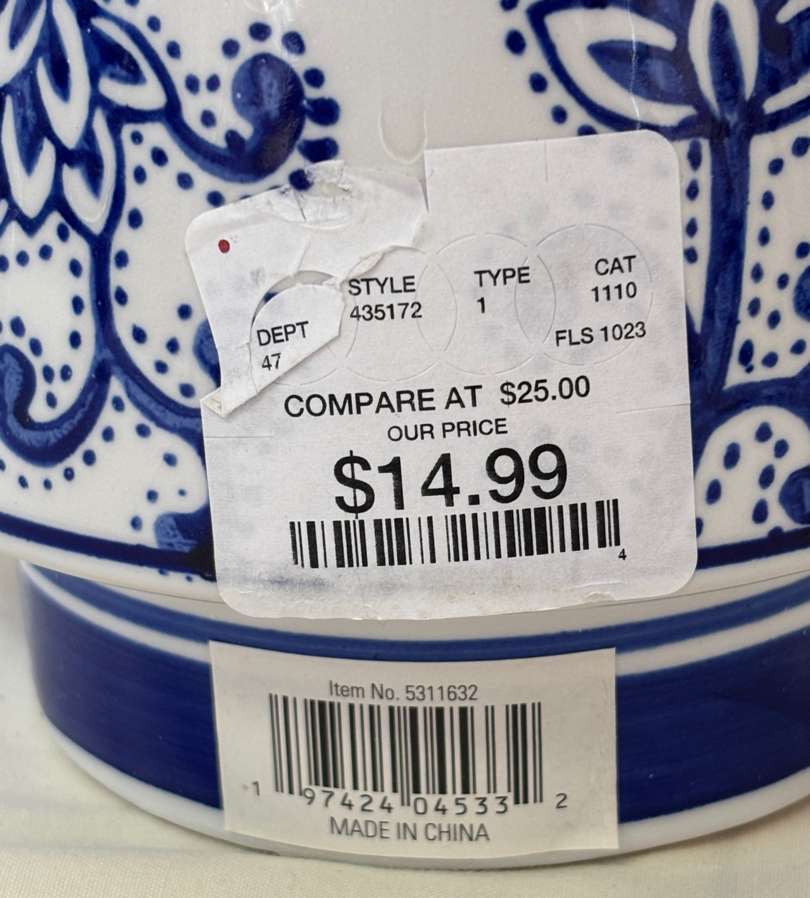 STYLE TYPE CAT
435172 1 1110
DEPT FLS 1023
47
COMPARE AT $25.00
OUR PRICE
$14.99
4
Item No. 5311632
1 97424 04533 2
MADE IN CHINA